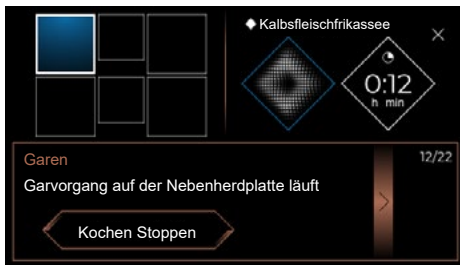 Kalbsfleischfrikassee
0:12
h min
Garen
12/22
Garvorgang auf der Nebenherdplatte läuft
Kochen Stoppen